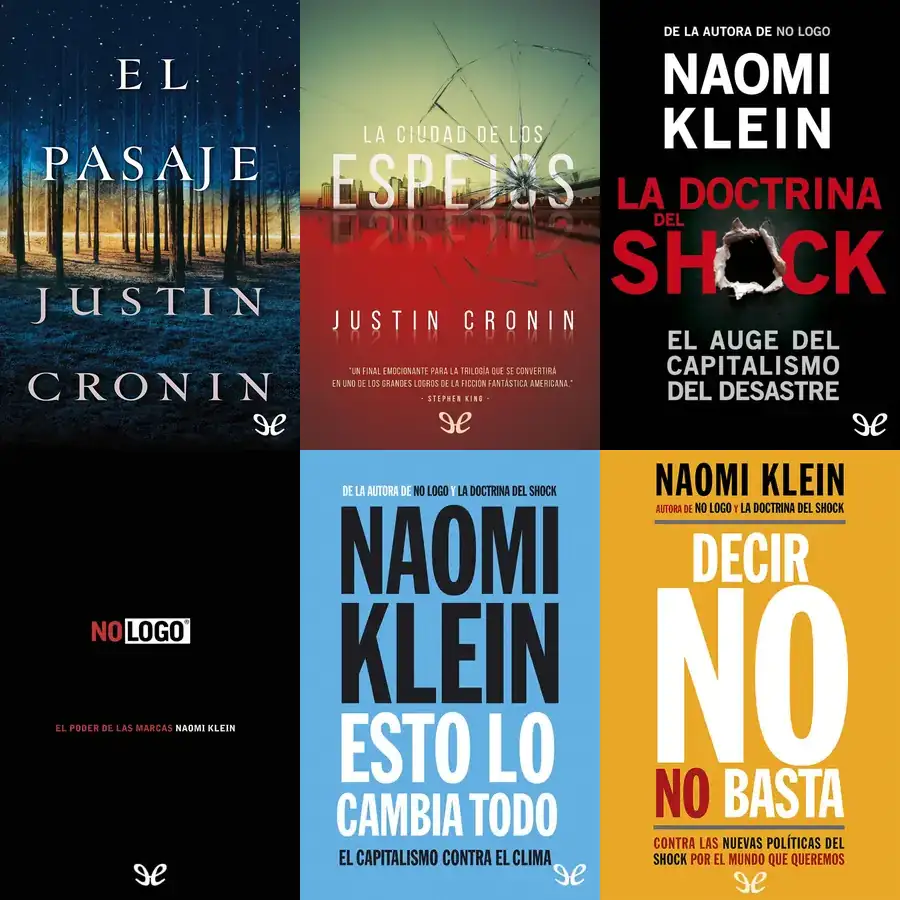 EL
PASAJE
JUSTIN
CRONIN
LA CIUDAD DE LOS
ESPEJOS
JUSTIN CRONIN
"UN FINAL EMOCIONANTE PARA LA TRILOGÍA QUE SE CONVERTIRÁ
EN UNO DE LOS GRANDES LOGROS DE LA FICCIÓN FANTÁSTICA AMERICANA."
- STEPHEN KING -
DE LA AUTORA DE NO LOGO
NAOMI
KLEIN
LA DOCTRINA
DEL
SHOCK
EL AUGE DEL
CAPITALISMO
DEL DESASTRE
NO LOGO®
EL PODER DE LAS MARCAS NAOMI KLEIN
DE LA AUTORA DE NO LOGO Y LA DOCTRINA DEL SHOCK
NAOMI
KLEIN
ESTO LO
CAMBIA TODO
EL CAPITALISMO CONTRA EL CLIMA
NAOMI KLEIN
AUTORA DE NO LOGO Y LA DOCTRINA DEL SHOCK
DECIR
NO
NO BASTA
CONTRA LAS NUEVAS POLÍTICAS DEL
SHOCK POR EL MUNDO QUE QUEREMOS